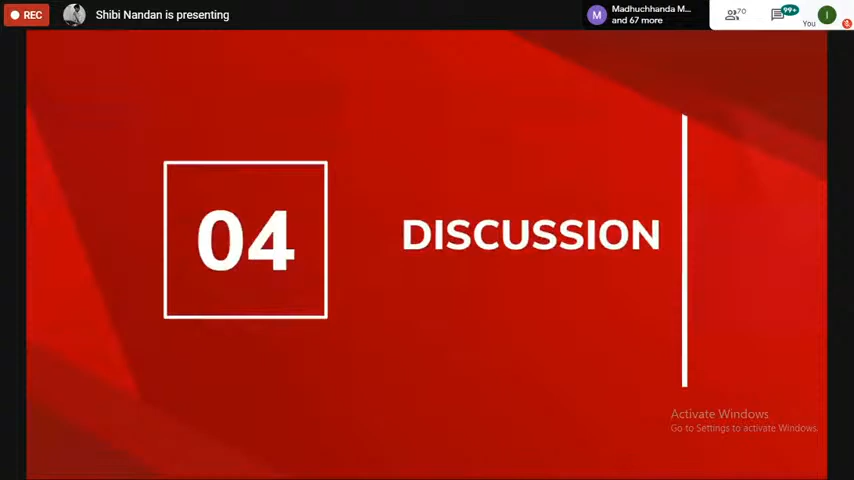 REC
Shibi Nandan is presenting
M
Madhuchhanda M...
and 67 more
70
99+
You
I
04
DISCUSSION
Activate Windows
Go to Settings to activate Windows.